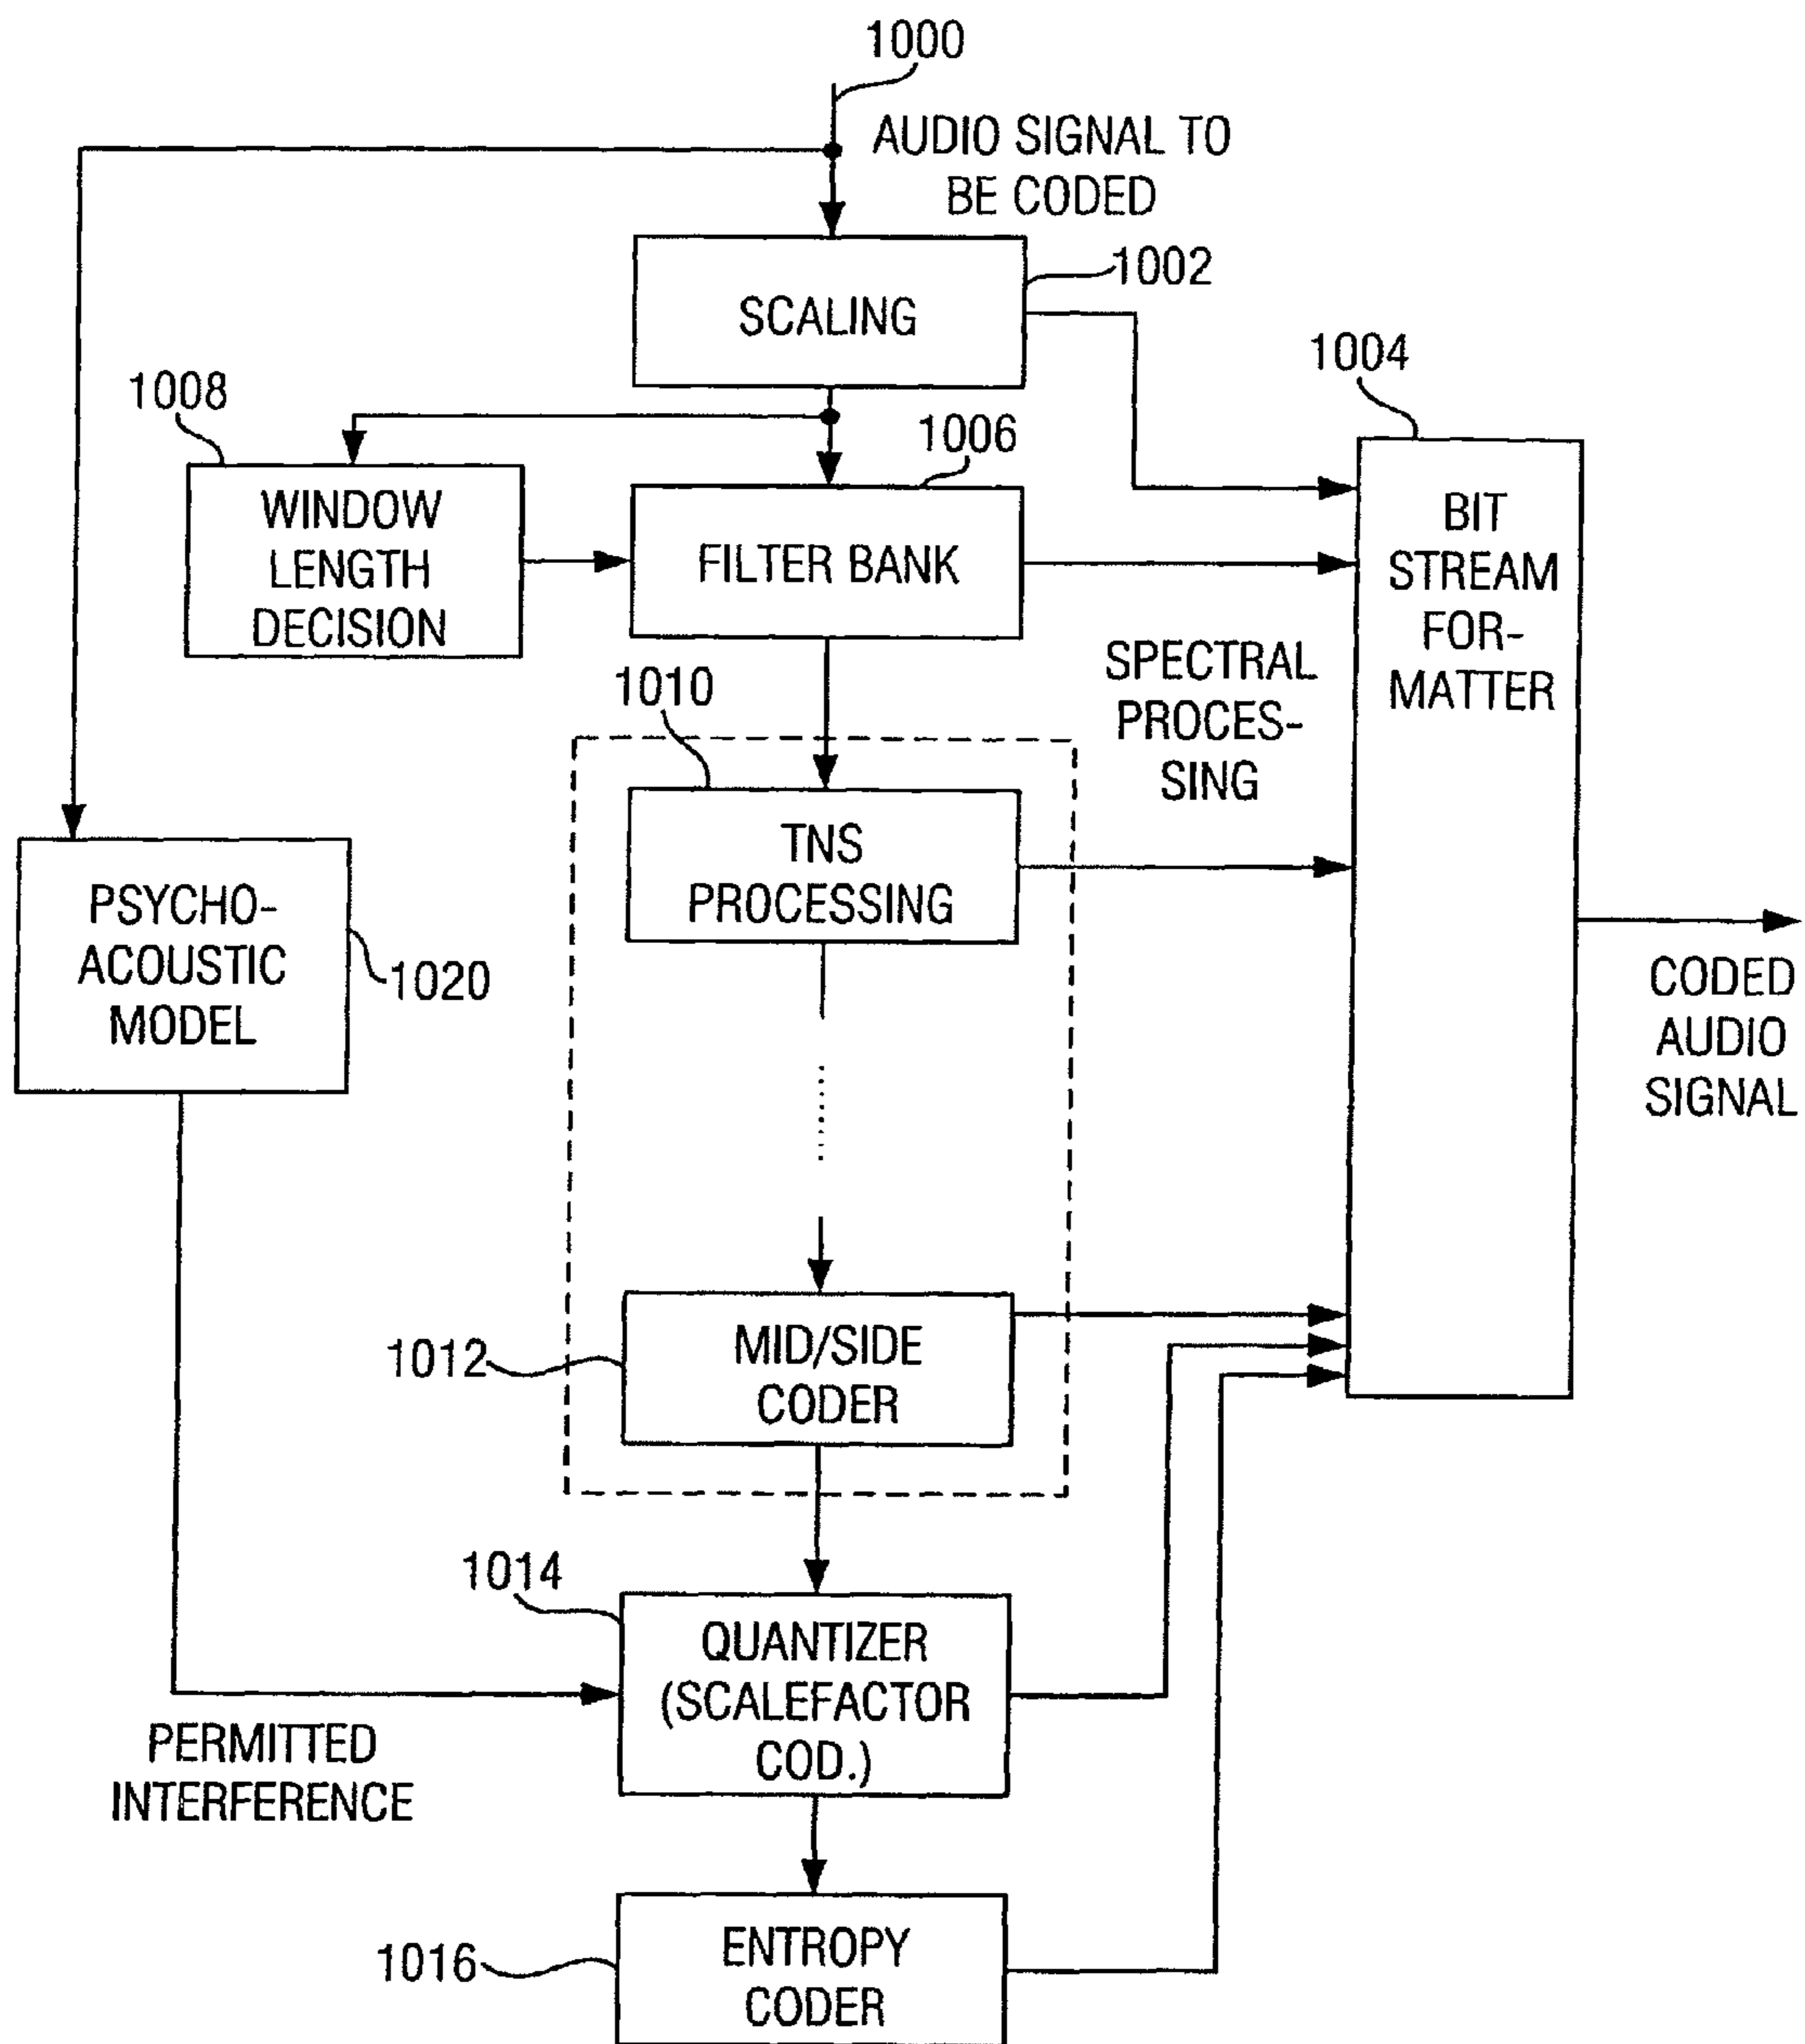 1000
AUDIO SIGNAL TO
BE CODED
1002
SCALING
1004
1008
1006
WINDOW
LENGTH
DECISION
FILTER BANK
BIT
STREAM
FOR-
MATTER
SPECTRAL
PROCES-
SING
1010
TNS
PROCESSING
PSYCHO-
ACOUSTIC
MODEL
1020
CODED
AUDIO
SIGNAL
1012
MID/SIDE
CODER
1014
QUANTIZER
(SCALEFACTOR
COD.)
PERMITTED
INTERFERENCE
1016
ENTROPY
CODER